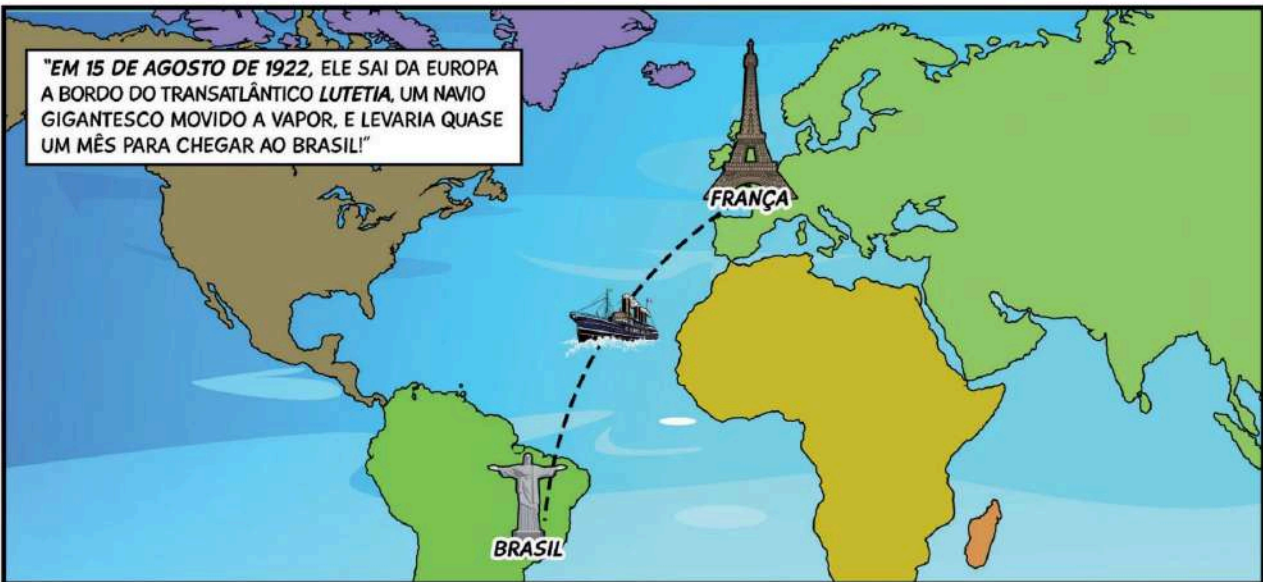 "EM 15 DE AGOSTO DE 1922, ELE SAI DA EUROPA
A BORDO DO TRANSATLÂNTICO LUTETIA, UM NAVIO
GIGANTESCO MOVIDO A VAPOR, E LEVARIA QUASE
UM MÊS PARA CHEGAR AO BRASIL!"
FRANÇA
BRASIL